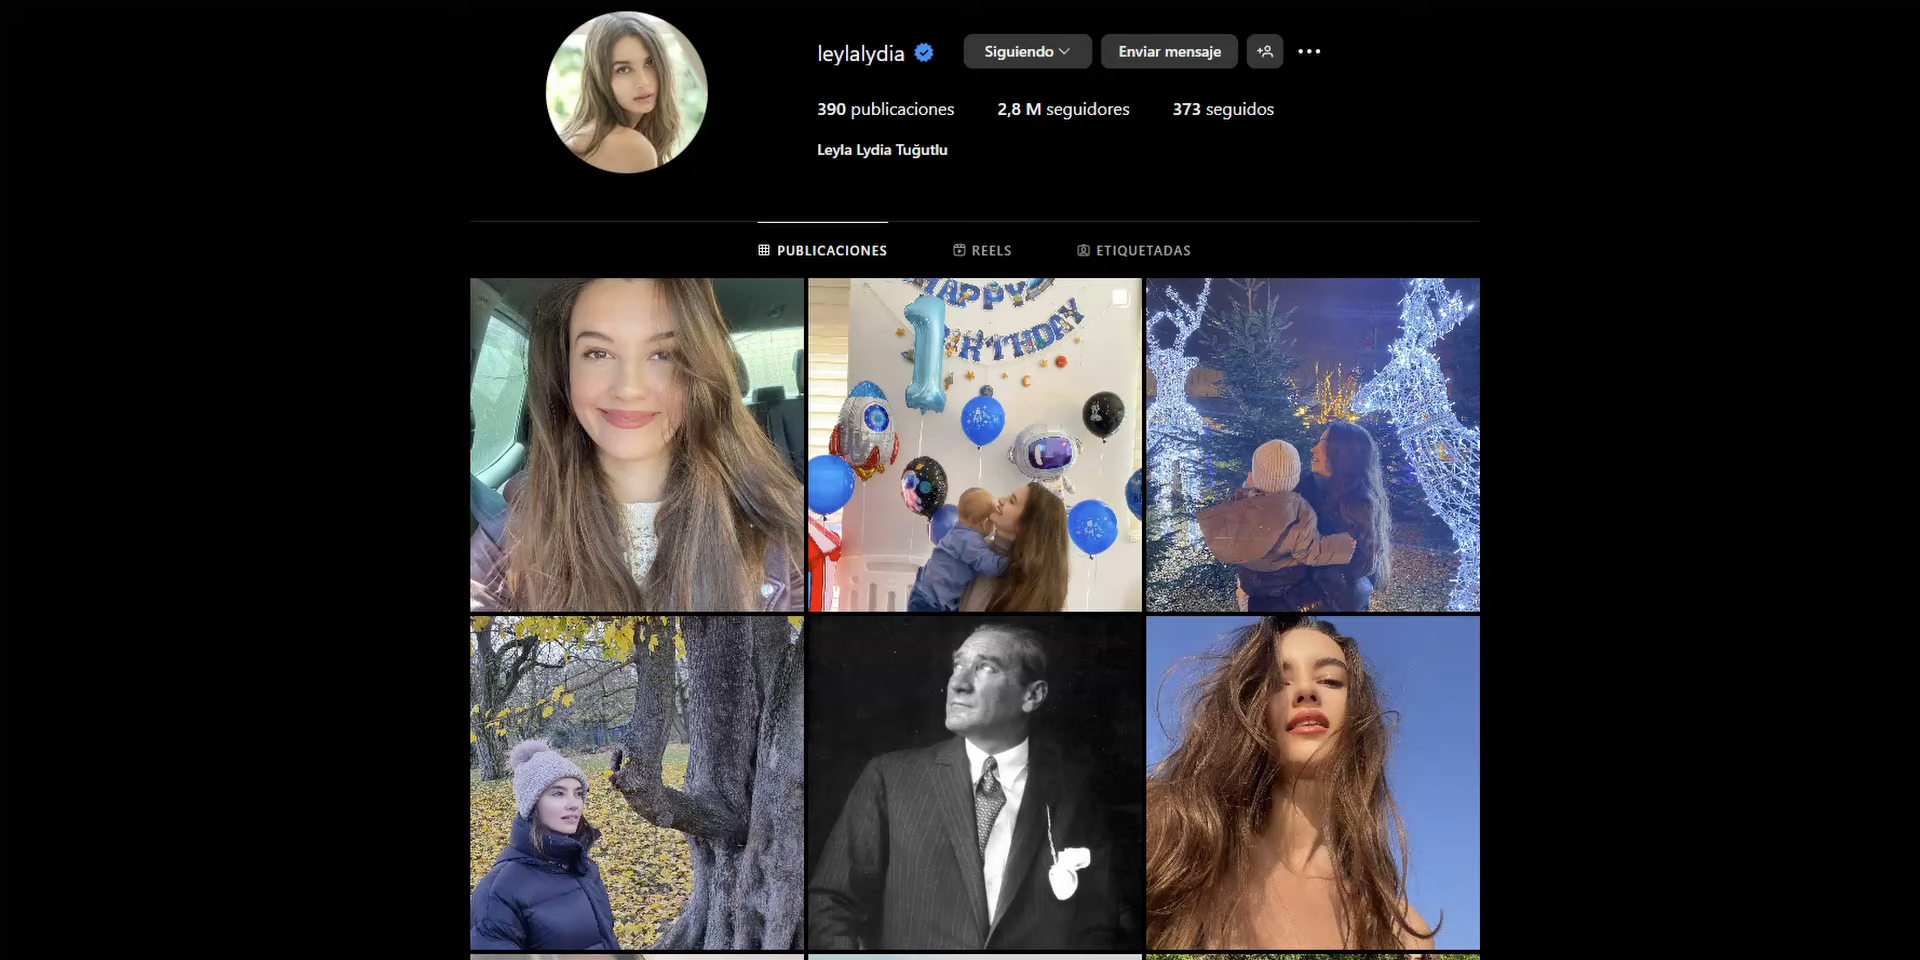 leylalydia
Siguiendo
Enviar mensaje
390 publicaciones
2,8 M seguidores
373 seguidos
Leyla Lydia Tuğutlu
PUBLICACIONES
REELS
ETIQUETADAS
HAPPY
BIRTHDAY
1